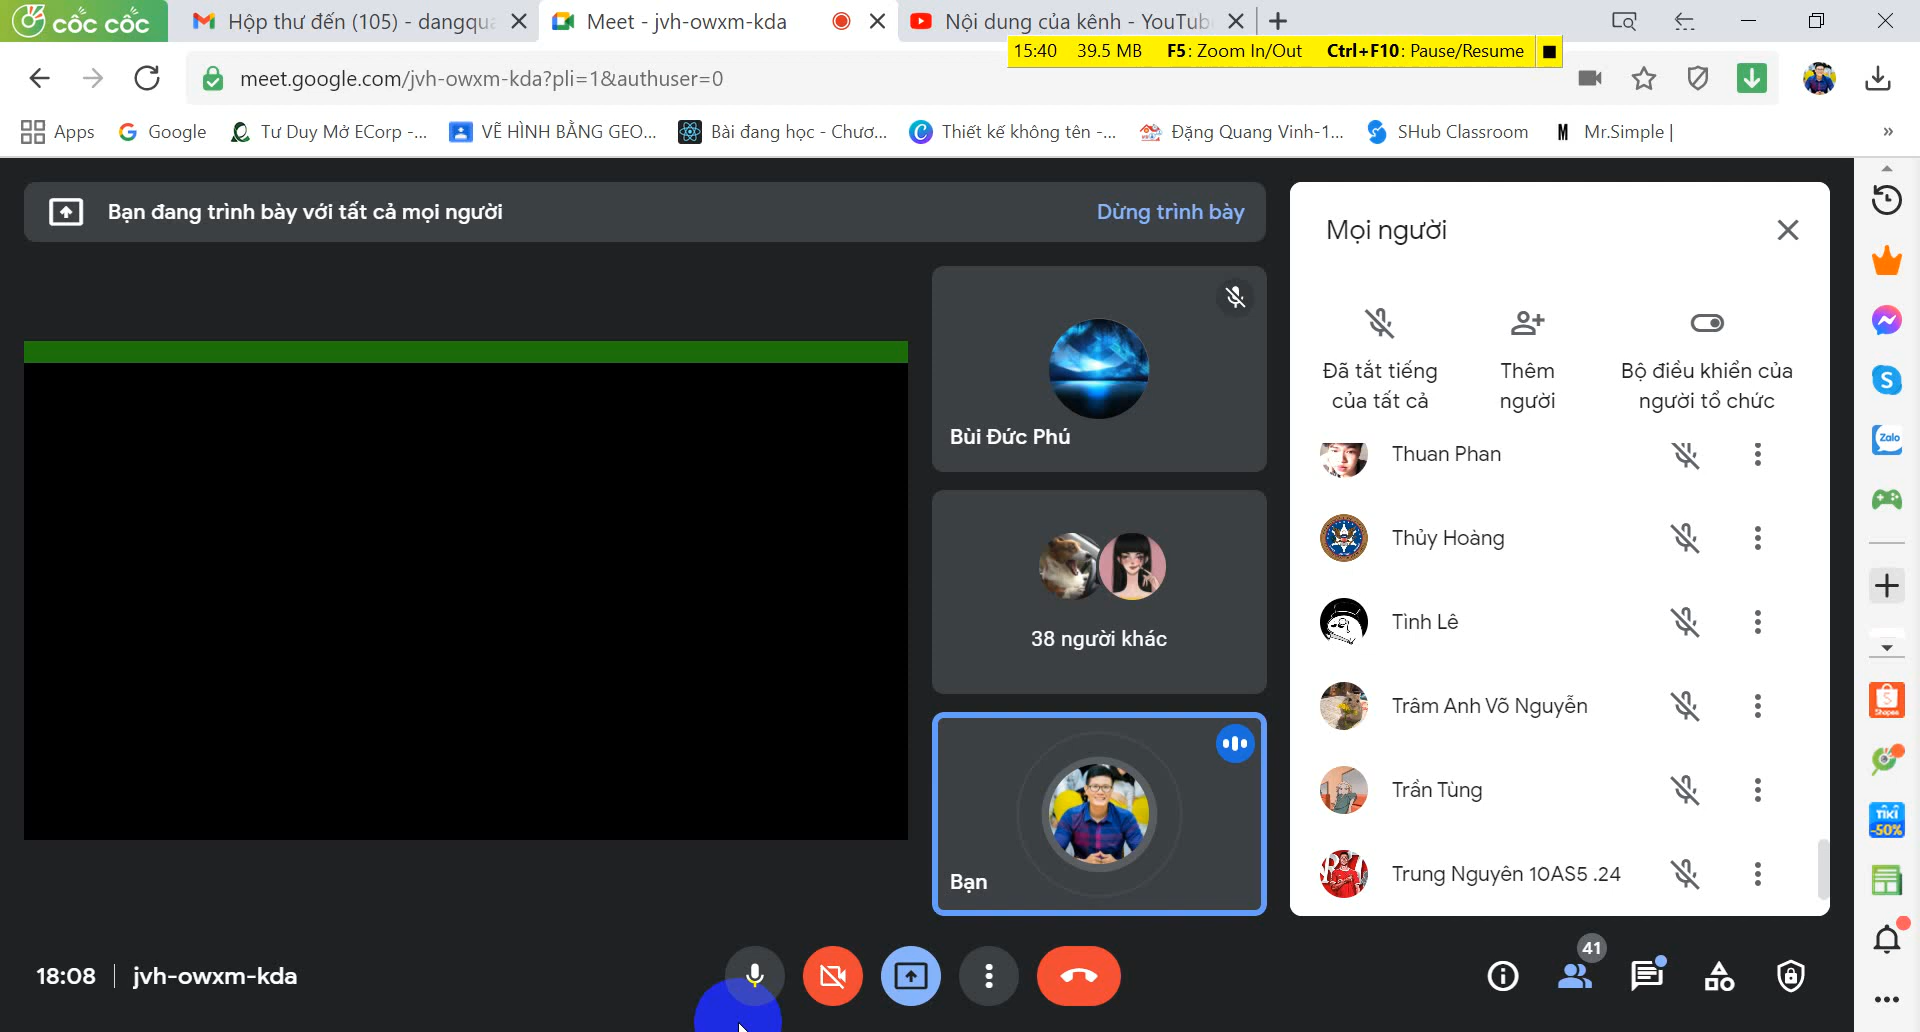 cốc cốc
Hộp thư đến (105) - dangqua
Meet - jvh-owxm-kda
Nội dung của kênh - YouTub
15:40 39.5 MB F5: Zoom In/Out Ctrl+F10: Pause/Resume
meet.google.com/jvh-owxm-kda?pli=1&authuser=0
Apps Google Tư Duy Mở ECorp -... VẼ HÌNH BẰNG GEO... Bài đang học - Chươ... Thiết kế không tên -... Đặng Quang Vinh-1... SHub Classroom Mr.Simple |
Bạn đang trình bày với tất cả mọi người
Dừng trình bày
Bùi Đức Phú
38 người khác
Bạn
Mọi người
Đã tắt tiếng
của tất cả
Thêm
người
Bộ điều khiển của
người tổ chức
Thuan Phan
Thủy Hoàng
Tình Lê
Trâm Anh Võ Nguyễn
Trần Tùng
Trung Nguyên 10AS5 .24
Zalo
Shopee
TIKI
-50%
18:08 jvh-owxm-kda
41